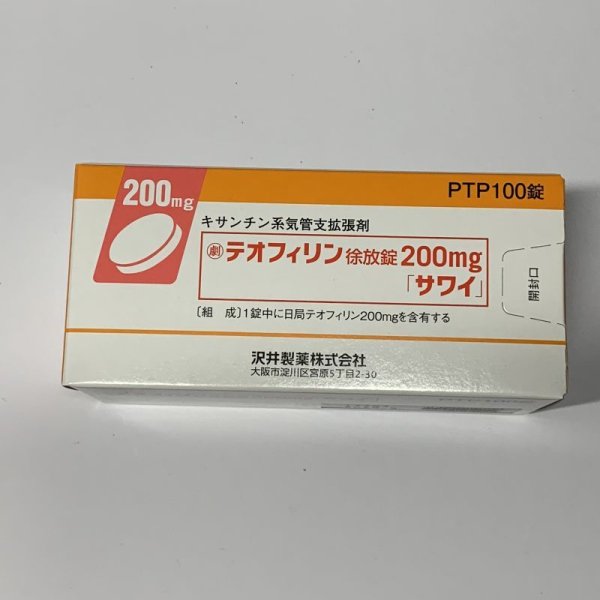 200mg
PTP100錠
キサンチン系気管支拡張剤
劇 テオフィリン徐放錠200mg
「サワイ」
開封口
〔組 成〕1錠中に日局テオフィリン200mgを含有する
沢井製薬株式会社
大阪市淀川区宮原5丁目2-30